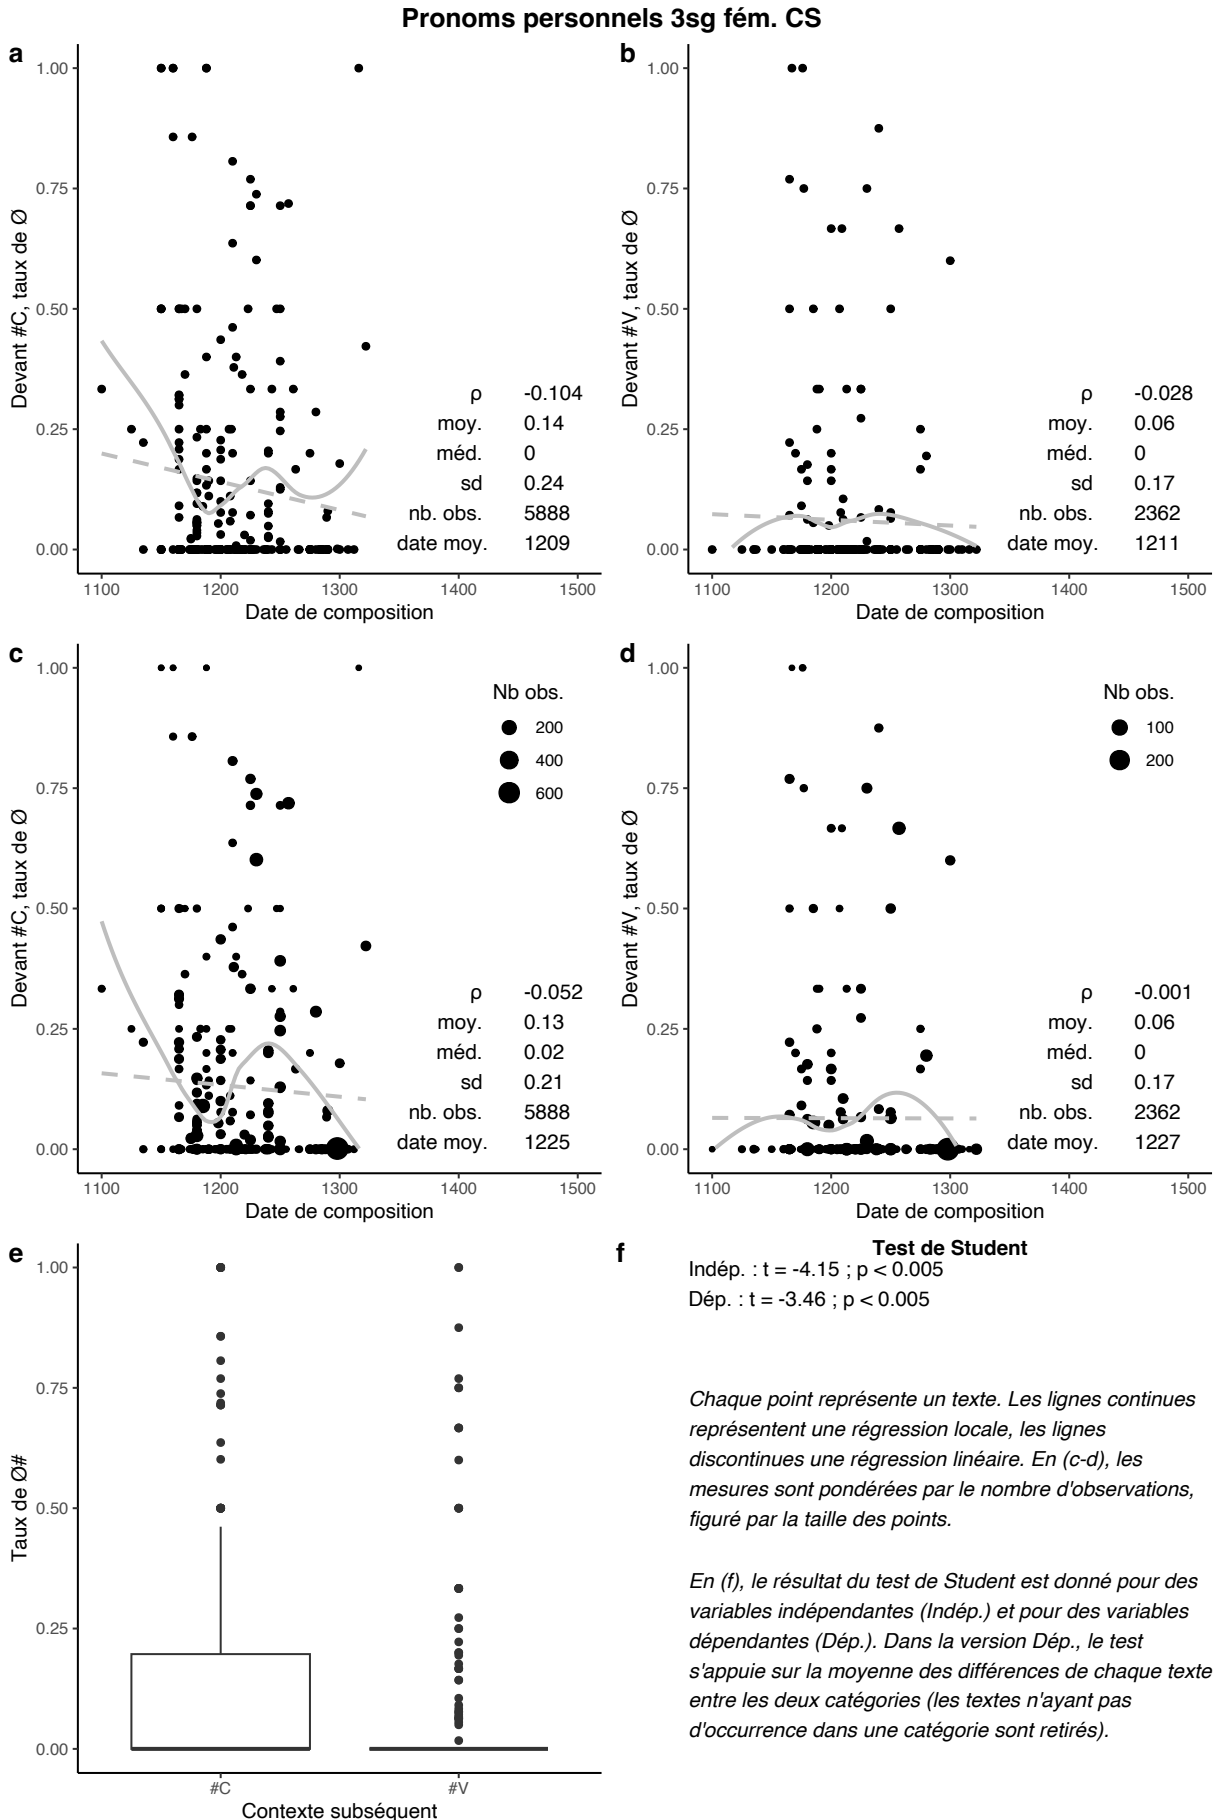 Pronoms personnels 3sg fém. CS
a
1.00
0.75
0.50
0.25
0.00
Devant #C, taux de Ø
ρ -0.104
moy. 0.14
méd. 0
sd 0.24
nb. obs. 5888
date moy. 1209
1100 1200 1300 1400 1500
Date de composition
b
1.00
0.75
0.50
0.25
0.00
Devant #V, taux de Ø
ρ -0.028
moy. 0.06
méd. 0
sd 0.17
nb. obs. 2362
date moy. 1211
1100 1200 1300 1400 1500
Date de composition
c
1.00
0.75
0.50
0.25
0.00
Devant #C, taux de Ø
Nb obs.
200
400
600
ρ -0.052
moy. 0.13
méd. 0.02
sd 0.21
nb. obs. 5888
date moy. 1225
1100 1200 1300 1400 1500
Date de composition
d
1.00
0.75
0.50
0.25
0.00
Devant #V, taux de Ø
Nb obs.
100
200
ρ -0.001
moy. 0.06
méd. 0
sd 0.17
nb. obs. 2362
date moy. 1227
1100 1200 1300 1400 1500
Date de composition
e
1.00
0.75
0.50
0.25
0.00
Taux de Ø#
#C #V
Contexte subséquent
f
Test de Student
Indép. : t = -4.15 ; p < 0.005
Dép. : t = -3.46 ; p < 0.005
Chaque point représente un texte. Les lignes continues
représentent une régression locale, les lignes
discontinues une régression linéaire. En (c-d), les
mesures sont pondérées par le nombre d'observations,
figuré par la taille des points.
En (f), le résultat du test de Student est donné pour des
variables indépendantes (Indép.) et pour des variables
dépendantes (Dép.). Dans la version Dép., le test
s'appuie sur la moyenne des différences de chaque texte
entre les deux catégories (les textes n'ayant pas
d'occurrence dans une catégorie sont retirés).